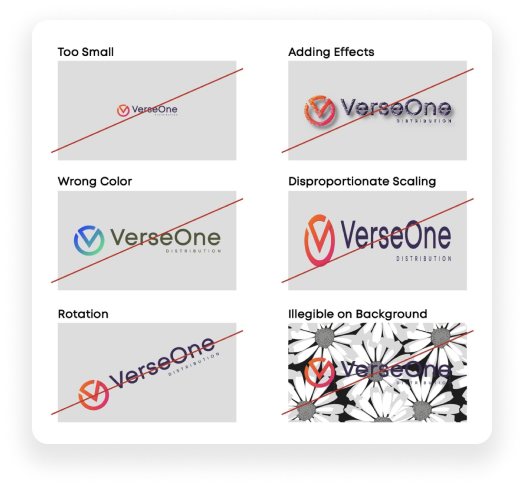 Too Small
Adding Effects
VerseOne
VerseOne
DISTRIBUTION
Wrong Color
Disproportionate Scaling
VerseOne
DISTRIBUTION
VerseOne
DISTRIBUTION
Rotation
Illegible on Background
VerseOne
DISTRIBUTION
VerseOne
DISTRIBUTION